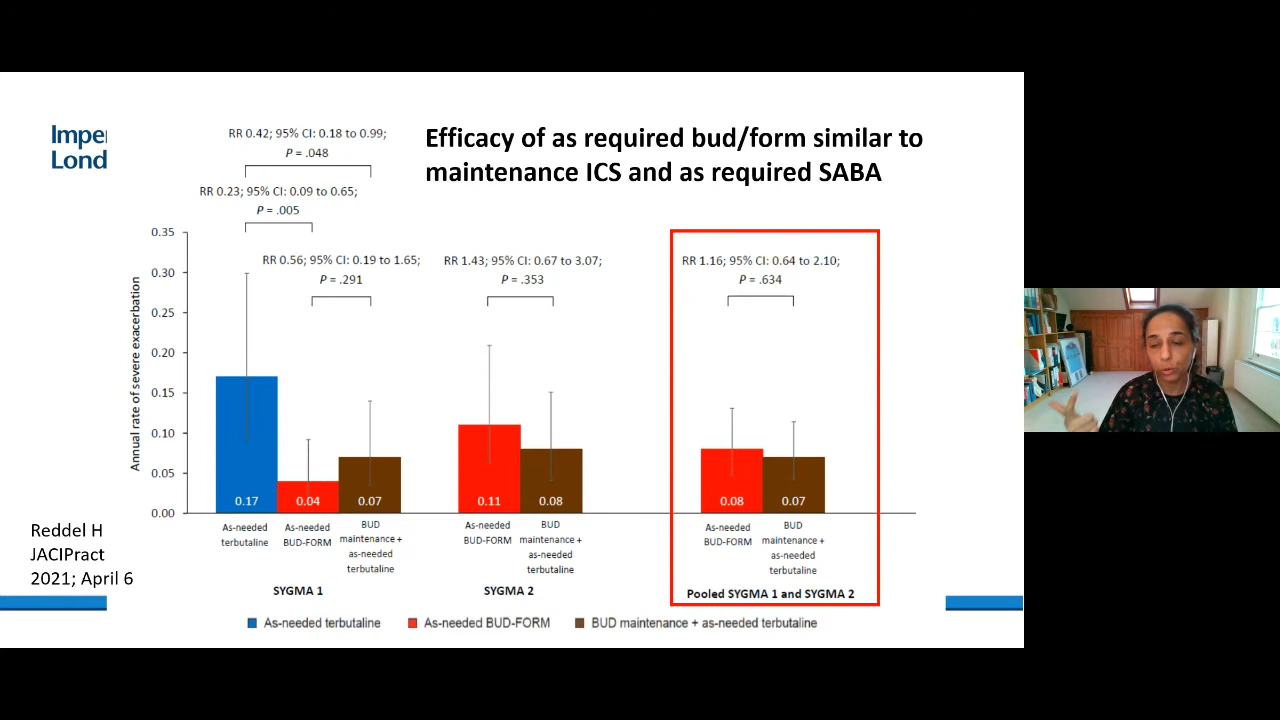 Imper
Lond
Efficacy of as required bud/form similar to
maintenance ICS and as required SABA
RR 0.42; 95% CI: 0.18 to 0.99;
P = .048
RR 0.23; 95% CI: 0.09 to 0.65;
P = .005
RR 0.56; 95% CI: 0.19 to 1.65;
P = .291
RR 1.43; 95% CI: 0.67 to 3.07;
P = .353
RR 1.16; 95% CI: 0.64 to 2.10;
P = .634
Annual rate of severe exacerbation
0.35
0.30
0.25
0.20
0.15
0.10
0.05
0.00
0.17
0.04
0.07
0.11
0.08
0.08
0.07
As-needed
terbutaline
As-needed
BUD-FORM
BUD
maintenance +
as-needed
terbutaline
As-needed
BUD-FORM
BUD
maintenance +
as-needed
terbutaline
As-needed
BUD-FORM
BUD
maintenance +
as-needed
terbutaline
SYGMA 1
SYGMA 2
Pooled SYGMA 1 and SYGMA 2
As-needed terbutaline
As-needed BUD-FORM
BUD maintenance + as-needed terbutaline
Reddel H
JACIPract
2021; April 6